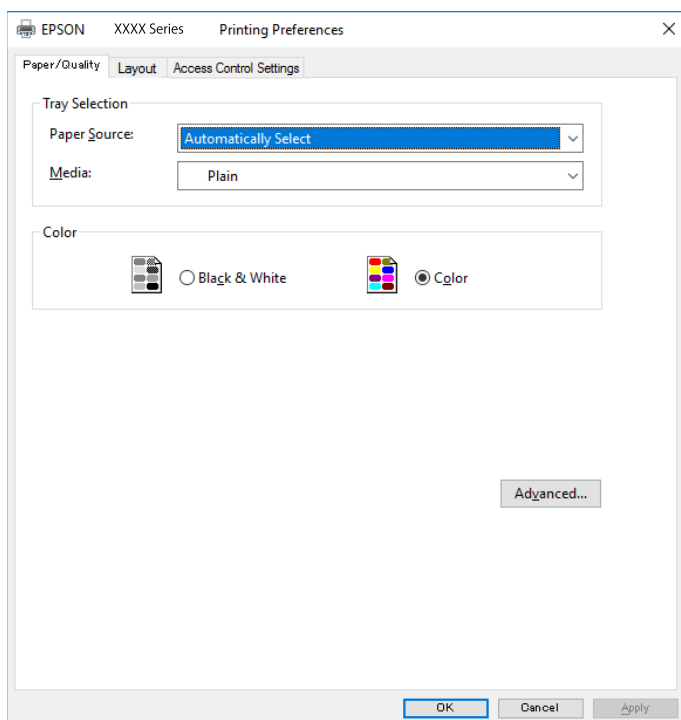 EPSON XXXX Series Printing Preferences
Paper/Quality Layout Access Control Settings
Tray Selection
Paper Source: Automatically Select
Media: Plain
Color
Black & White Color
Advanced...
OK Cancel Apply